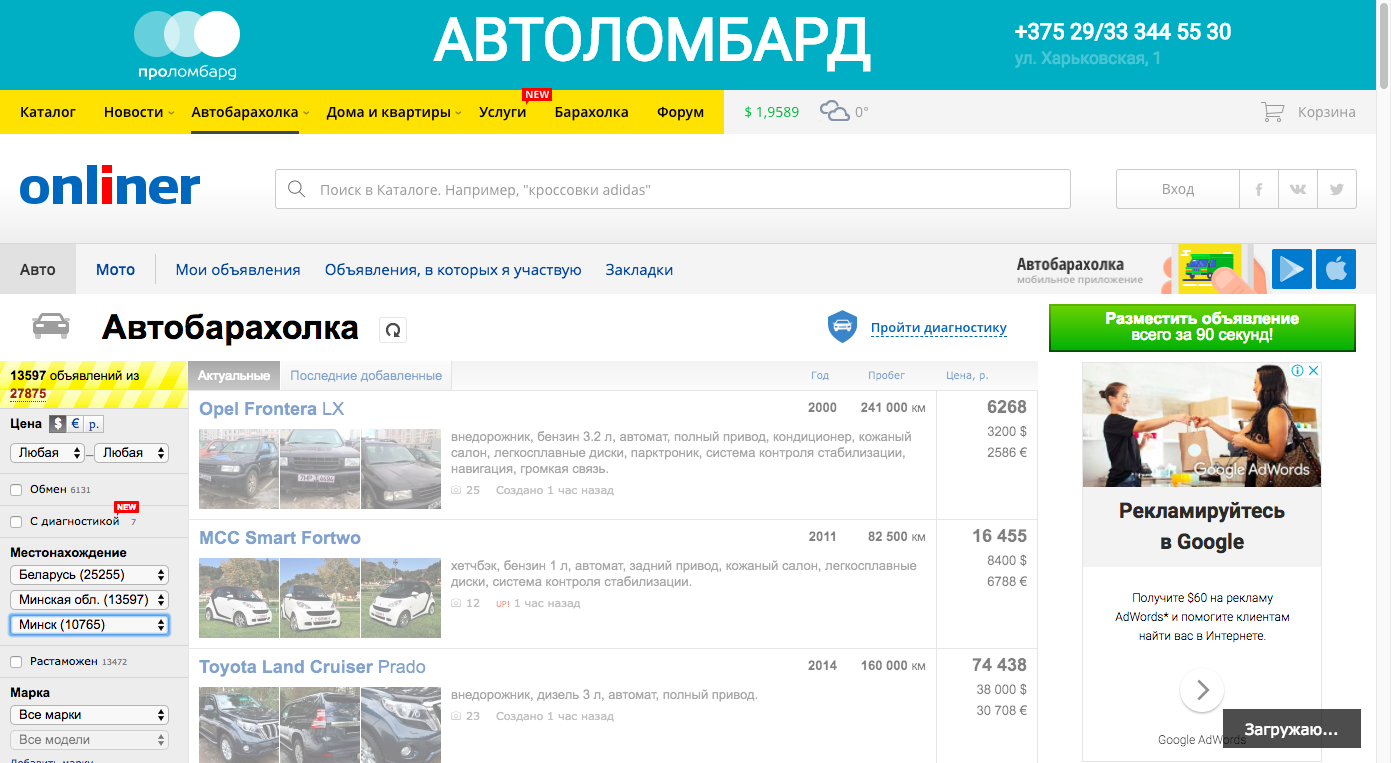 проломбард
АВТОЛОМБАРД
+375 29/33 344 55 30
ул. Харьковская, 1
Каталог
Новости
Автобарахолка
Дома и квартиры
Услуги
NEW
Барахолка
Форум
$ 1,9589
0°
Корзина
onliner
Поиск в Каталоге. Например, "кроссовки adidas"
Вход
Авто
Мото
Мои объявления
Объявления, в которых я участвую
Закладки
Автобарахолка
мобильное приложение
Автобарахолка
Пройти диагностику
Разместить объявление
всего за 90 секунд!
13597 объявлений из
27875
Цена $ € р.
Любая – Любая
Обмен 6131
NEW
С диагностикой 7
Местонахождение
Беларусь (25255)
Минская обл. (13597)
Минск (10765)
Растаможен 13472
Марка
Все марки
Все модели
Добавить марку
Актуальные
Последние добавленные
Год
Пробег
Цена, р.
Opel Frontera LX
2000
241 000 км
6268
3200 $
2586 €
внедорожник, бензин 3.2 л, автомат, полный привод, кондиционер, кожаный
салон, легкосплавные диски, парктроник, система контроля стабилизации,
навигация, громкая связь.
25 Создано 1 час назад
MCC Smart Fortwo
2011
82 500 км
16 455
8400 $
6788 €
хетчбэк, бензин 1 л, автомат, задний привод, кожаный салон, легкосплавные
диски, система контроля стабилизации.
12 UP! 1 час назад
Toyota Land Cruiser Prado
2014
160 000 км
74 438
38 000 $
30 708 €
внедорожник, дизель 3 л, автомат, полный привод.
23 Создано 1 час назад
Google AdWords
Рекламируйтесь
в Google
Получите $60 на рекламу
AdWords* и помогите клиентам
найти вас в Интернете.
Google AdWords
Загружаю...